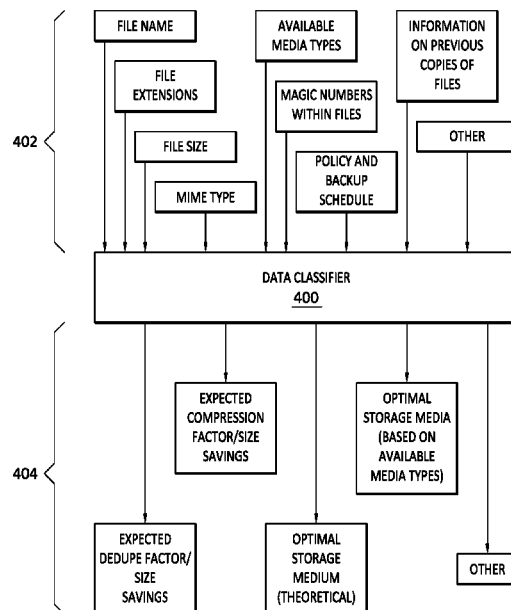 FILE NAME
AVAILABLE
MEDIA TYPES
INFORMATION
ON PREVIOUS
COPIES OF
FILES
FILE
EXTENSIONS
MAGIC NUMBERS
WITHIN FILES
402
FILE SIZE
OTHER
MIME TYPE
POLICY AND
BACKUP
SCHEDULE
DATA CLASSIFIER
400
404
EXPECTED
COMPRESSION
FACTOR/SIZE
SAVINGS
OPTIMAL
STORAGE MEDIA
(BASED ON
AVAILABLE
MEDIA TYPES)
EXPECTED
DEDUPE FACTOR/
SIZE
SAVINGS
OPTIMAL
STORAGE
MEDIUM
(THEORETICAL)
OTHER